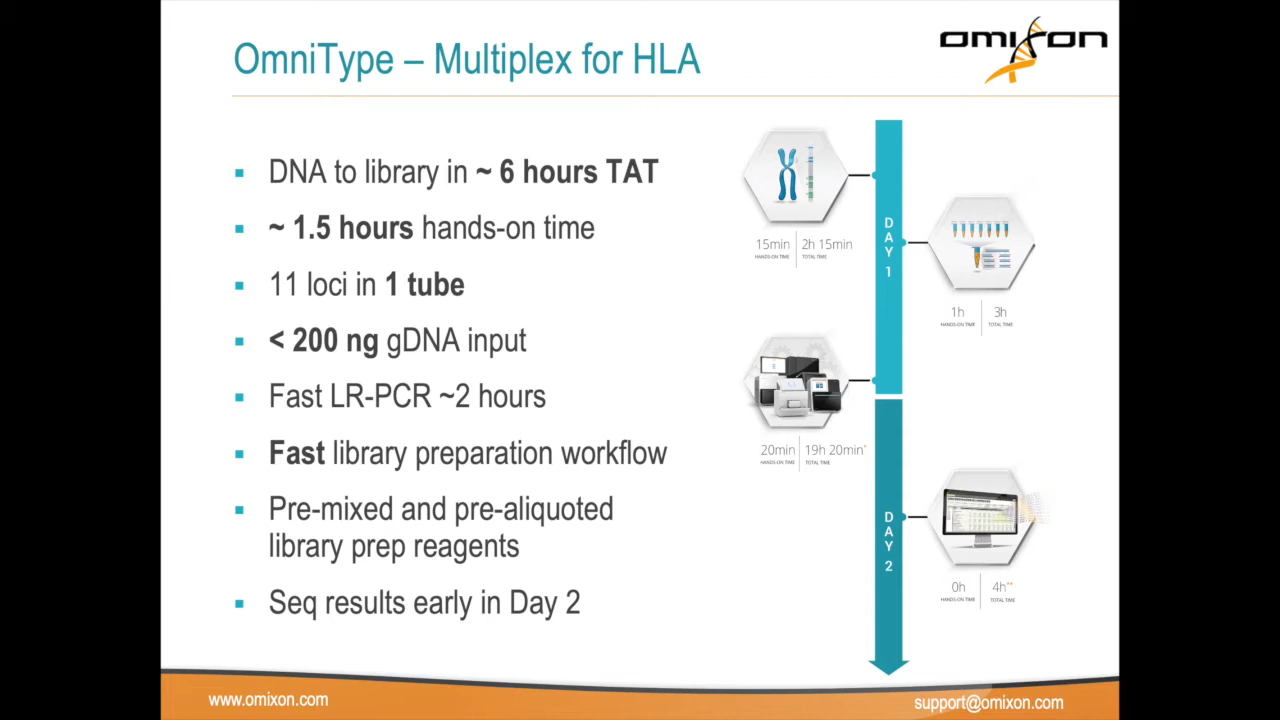 OmniType – Multiplex for HLA
omixon
▪ DNA to library in ~ 6 hours TAT
▪ ~ 1.5 hours hands-on time
▪ 11 loci in 1 tube
▪ < 200 ng gDNA input
▪ Fast LR-PCR ~2 hours
▪ Fast library preparation workflow
▪ Pre-mixed and pre-aliquoted
library prep reagents
▪ Seq results early in Day 2
15min 2h 15min
HANDS-ON TIME TOTAL TIME
DAY 1
1h 3h
HANDS-ON TIME TOTAL TIME
20min 19h 20min*
HANDS-ON TIME TOTAL TIME
DAY 2
0h 4h**
HANDS-ON TIME TOTAL TIME
www.omixon.com
support@omixon.com